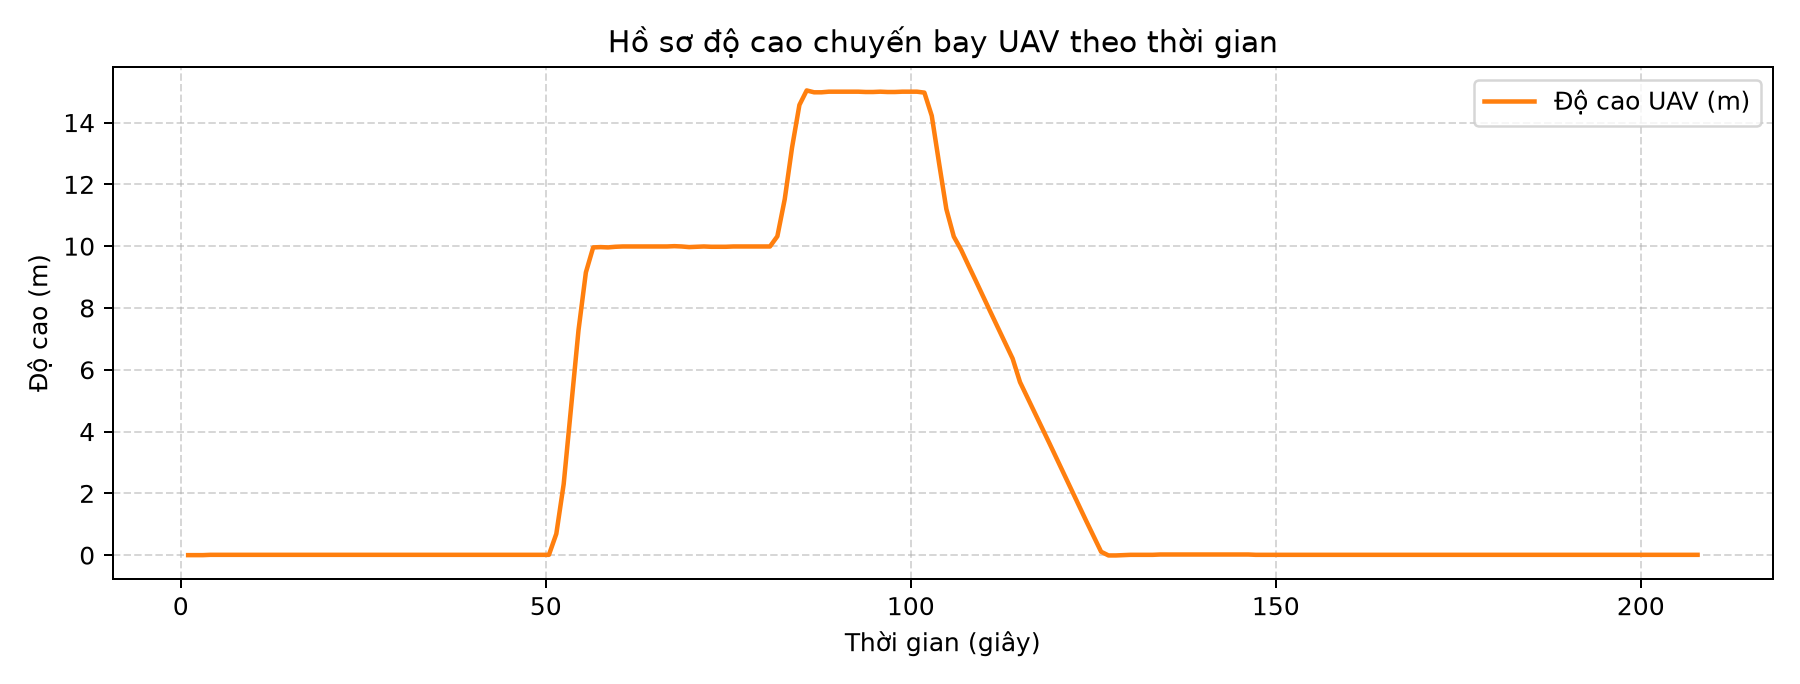 Hồ sơ độ cao chuyến bay UAV theo thời gian
Độ cao UAV (m)
Độ cao (m)
14
12
10
8
6
4
2
0
0 50 100 150 200
Thời gian (giây)